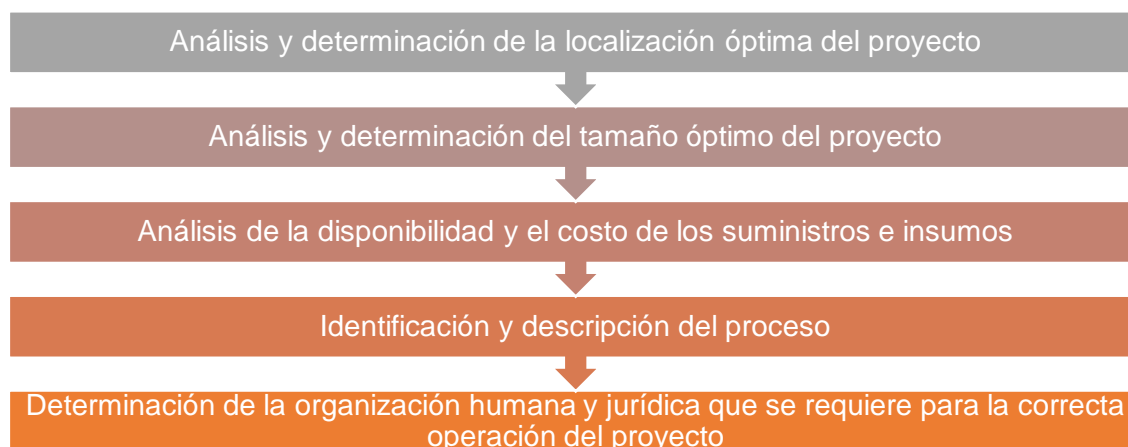 Análisis y determinación de la localización óptima del proyecto
Análisis y determinación del tamaño óptimo del proyecto
Análisis de la disponibilidad y el costo de los suministros e insumos
Identificación y descripción del proceso
Determinación de la organización humana y jurídica que se requiere para la correcta
operación del proyecto